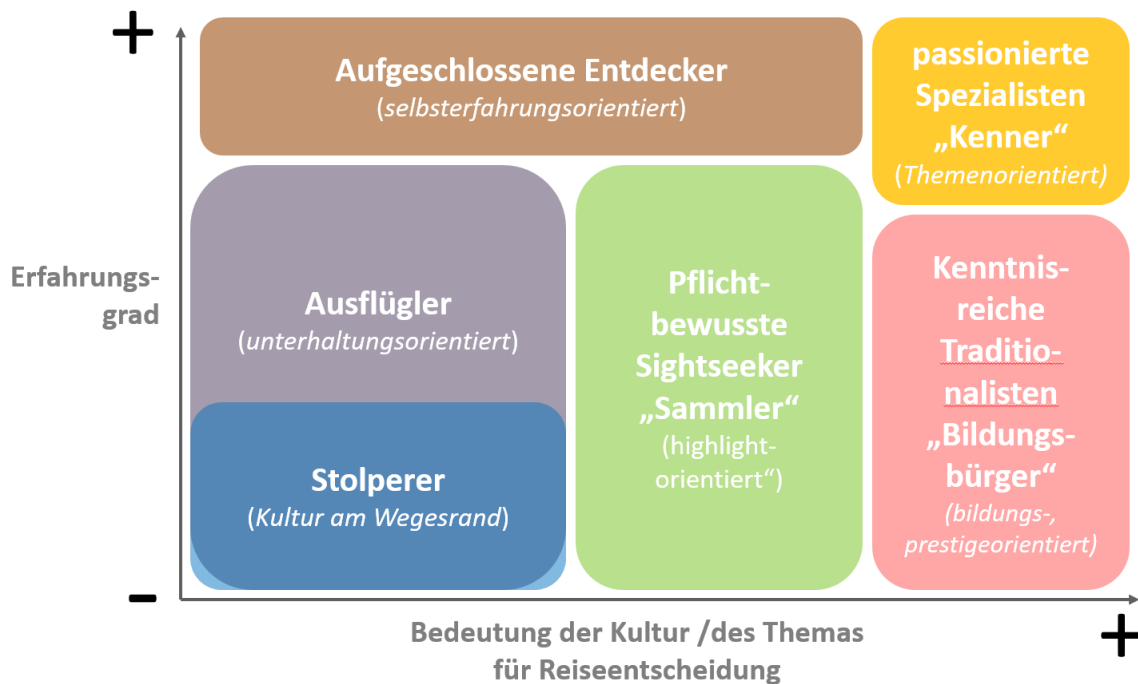 +
Aufgeschlossene Entdecker
(selbsterfahrungsorientiert)
passionierte
Spezialisten
„Kenner“
(Themenorientiert)
Erfahrungs-
grad
Ausflügler
(unterhaltungsorientiert)
Stolperer
(Kultur am Wegesrand)
Pflicht-
bewusste
Sightseeker
„Sammler“
(highlight-
orientiert“)
Kenntnis-
reiche
Traditio-
nalisten
„Bildungs-
bürger“
(bildungs-,
prestigeorientiert)
-
Bedeutung der Kultur /des Themas
für Reiseentscheidung
+